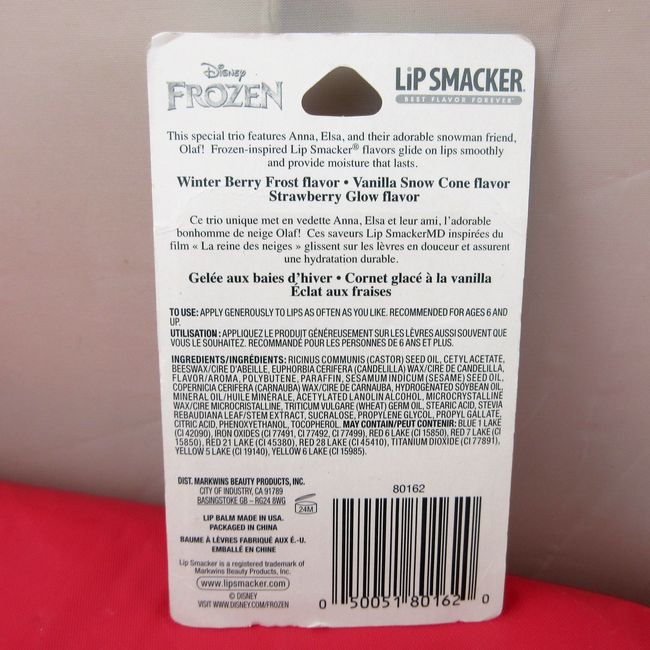 Disney
FROZEN
LiP SMACKER®
BEST FLAVOR FOREVER™
This special trio features Anna, Elsa, and their adorable snowman friend,
Olaf! Frozen-inspired Lip Smacker® flavors glide on lips smoothly
and provide moisture that lasts.
Winter Berry Frost flavor • Vanilla Snow Cone flavor
Strawberry Glow flavor
Ce trio unique met en vedette Anna, Elsa et leur ami, l'adorable
bonhomme de neige Olaf! Ces saveurs Lip SmackerMD inspirées du
film « La reine des neiges » glissent sur les lèvres en douceur et assurent
une hydratation durable.
Gelée aux baies d'hiver • Cornet glacé à la vanilla
Éclat aux fraises
TO USE: APPLY GENEROUSLY TO LIPS AS OFTEN AS YOU LIKE. RECOMMENDED FOR AGES 6 AND
UP.
UTILISATION : APPLIQUEZ LE PRODUIT GÉNÉREUSEMENT SUR LES LÈVRES AUSSI SOUVENT QUE
VOUS LE SOUHAITEZ. RECOMMANDÉ POUR LES PERSONNES DE 6 ANS ET PLUS.
INGREDIENTS/INGRÉDIENTS: RICINUS COMMUNIS (CASTOR) SEED OIL, CETYL ACETATE,
BEESWAX/CIRE D'ABEILLE, EUPHORBIA CERIFERA (CANDELILLA) WAX/CIRE DE CANDELILLA,
FLAVOR/AROMA, POLYBUTENE, PARAFFIN, SESAMUM INDICUM (SESAME) SEED OIL,
COPERNICIA CERIFERA (CARNAUBA) WAX/CIRE DE CARNAUBA, HYDROGENATED SOYBEAN OIL,
MINERAL OIL/HUILE MINÉRALE, ACETYLATED LANOLIN ALCOHOL, MICROCRYSTALLINE
WAX/CIRE MICROCRISTALLINE, TRITICUM VULGARE (WHEAT) GERM OIL, STEARIC ACID, STEVIA
REBAUDIANA LEAF/STEM EXTRACT, SUCRALOSE, PROPYLENE GLYCOL, PROPYL GALLATE,
CITRIC ACID, PHENOXYETHANOL, TOCOPHEROL. MAY CONTAIN/PEUT CONTENIR: BLUE 1 LAKE
(CI 42090), IRON OXIDES (CI 77491, CI 77492, CI 77499), RED 6 (CI 15850), RED 7 LAKE (CI
15850), RED 21 LAKE (CI 45380), RED 28 LAKE (CI 45410), TITANIUM DIOXIDE (CI 77891),
YELLOW 5 LAKE (CI 19140), YELLOW 6 LAKE (CI 15985).
DIST. MARKWINS BEAUTY PRODUCTS, INC.
CITY OF INDUSTRY, CA 91789
BASINGSTOKE GB – RG24 8WG
24M
LIP BALM MADE IN USA.
PACKAGED IN CHINA
BAUME À LÈVRES FABRIQUÉ AUX É.-U.
EMBALLÉ EN CHINE
Lip Smacker is a registered trademark of
Markwins Beauty Products, Inc.
www.lipsmacker.com
© DISNEY
VISIT WWW.DISNEY.COM/FROZEN
80162
0 50051 80162 0